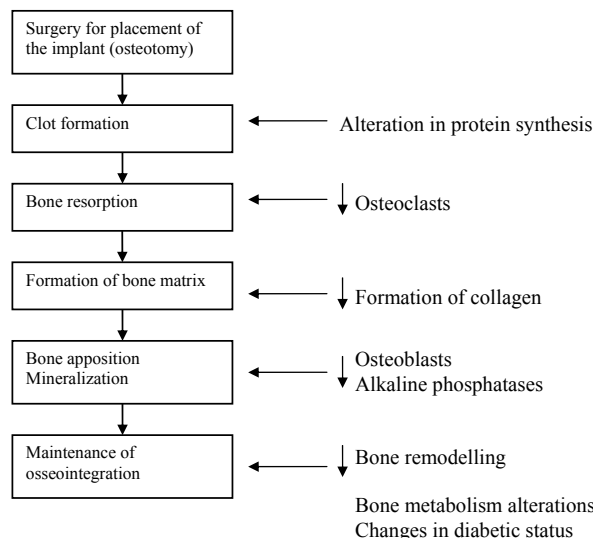 Surgery for placement of
the implant (osteotomy)
Clot formation
Alteration in protein synthesis
Bone resorption
Osteoclasts
Formation of bone matrix
Formation of collagen
Bone apposition
Mineralization
Osteoblasts
Alkaline phosphatases
Maintenance of
osseointegration
Bone remodelling
Bone metabolism alterations
Changes in diabetic status